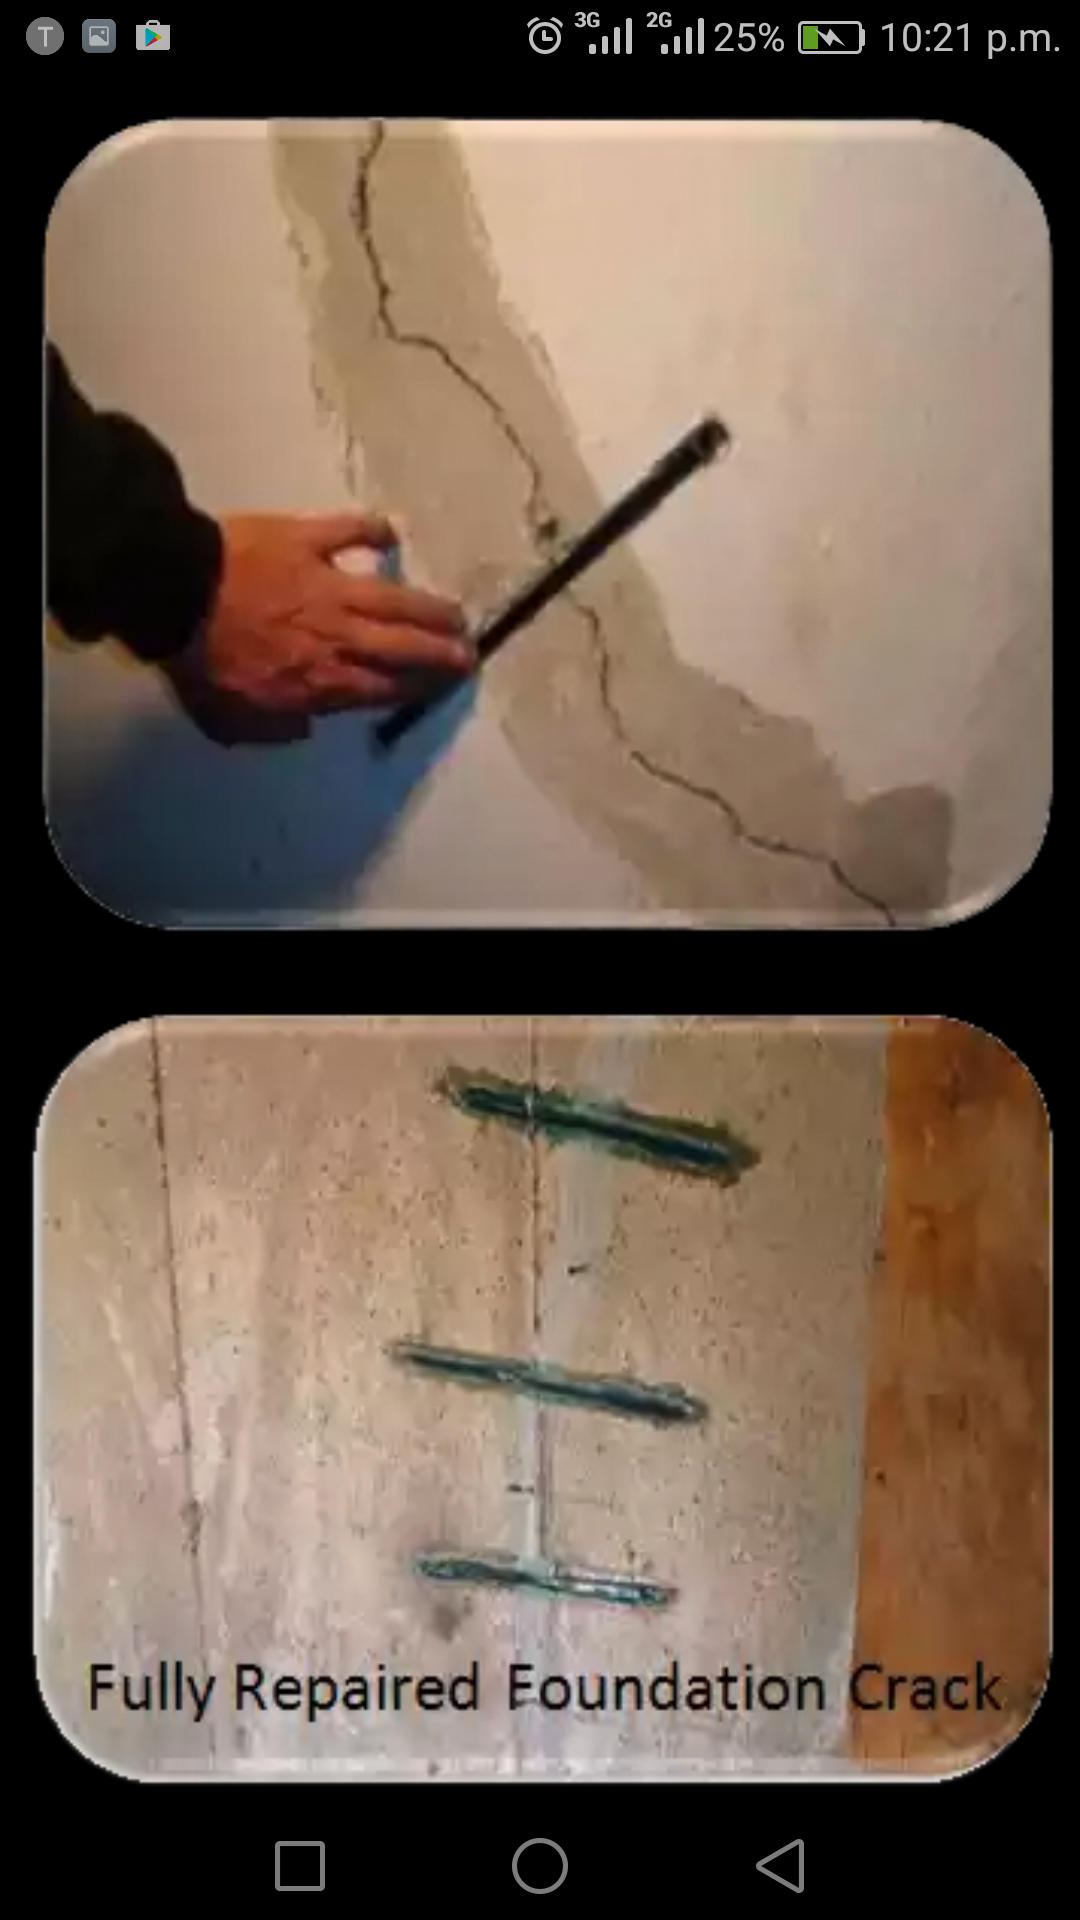 T
3G
2G
25%
10:21 p.m.
Fully Repaired Foundation Crack